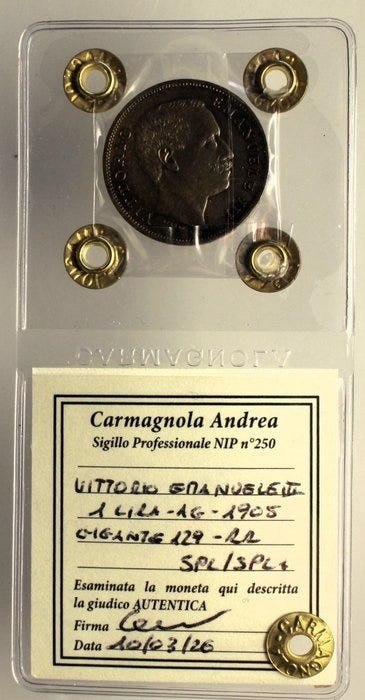 VITTORIO EMANUELE
CARMAGNOLA
Carmagnola Andrea
Sigillo Professionale NIP n°250
VITTORIO EMANUELE III
1 LIRA - AG - 1905
GIGANTE 129 - RR
SPL/SPL+
Esaminata la moneta qui descritta
la giudico AUTENTICA
Firma
Data 10/03/26
CARMAGNOLA